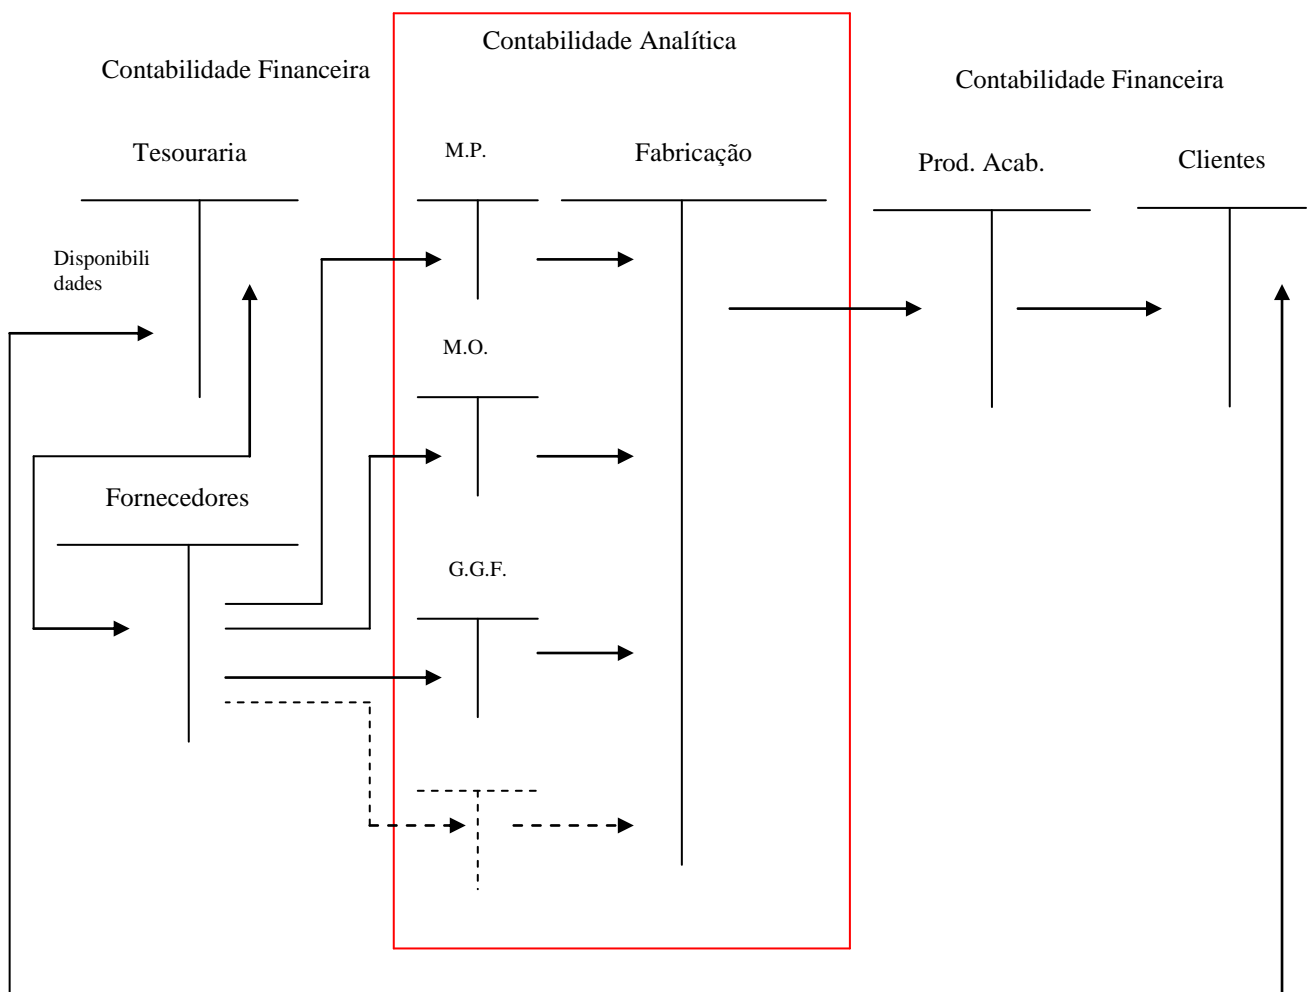 Contabilidade Analítica
Contabilidade Financeira
Contabilidade Financeira
Tesouraria
M.P.
Fabricação
Prod. Acab.
Clientes
Disponibili
dades
M.O.
Fornecedores
G.G.F.